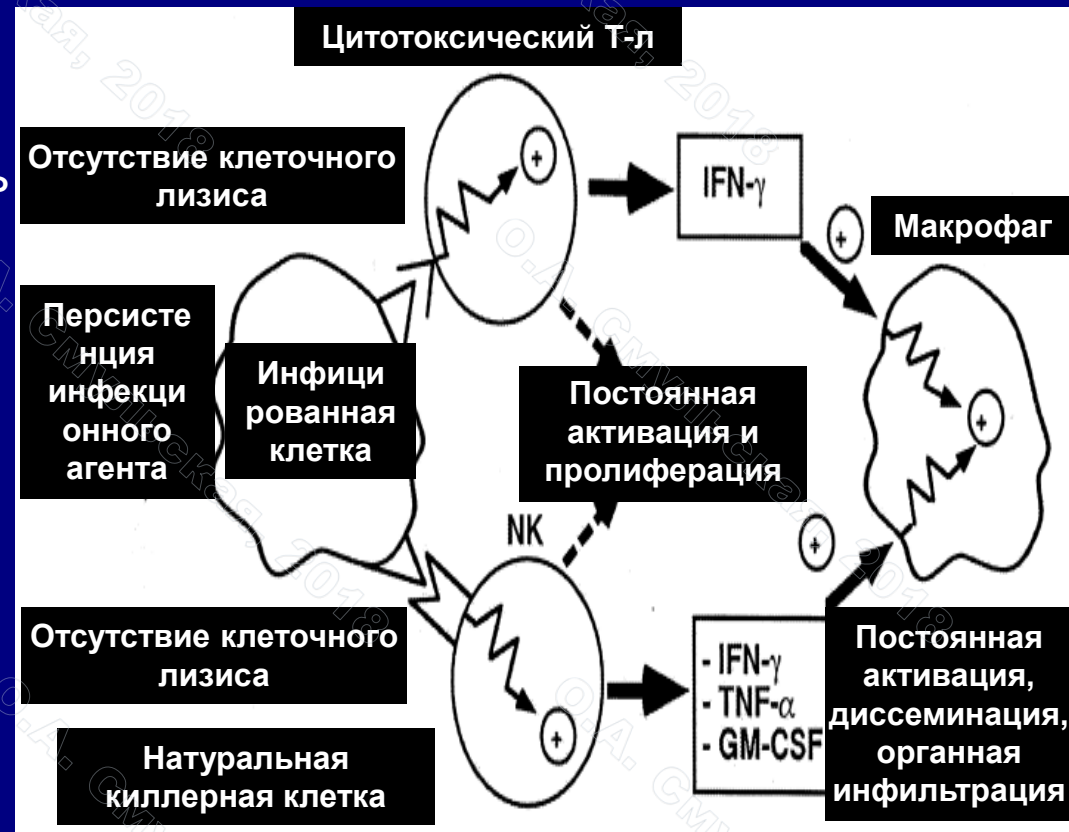 Цитотоксический Т-л
Отсутствие клеточного
лизиса
IFN-γ
Макрофаг
Персисте
нция
инфекци
онного
агента
Инфици
рованная
клетка
Постоянная
активация и
пролиферация
NK
Отсутствие клеточного
лизиса
Натуральная
киллерная клетка
- IFN-γ
- TNF-α
- GM-CSF
Постоянная
активация,
диссеминация,
органная
инфильтрация